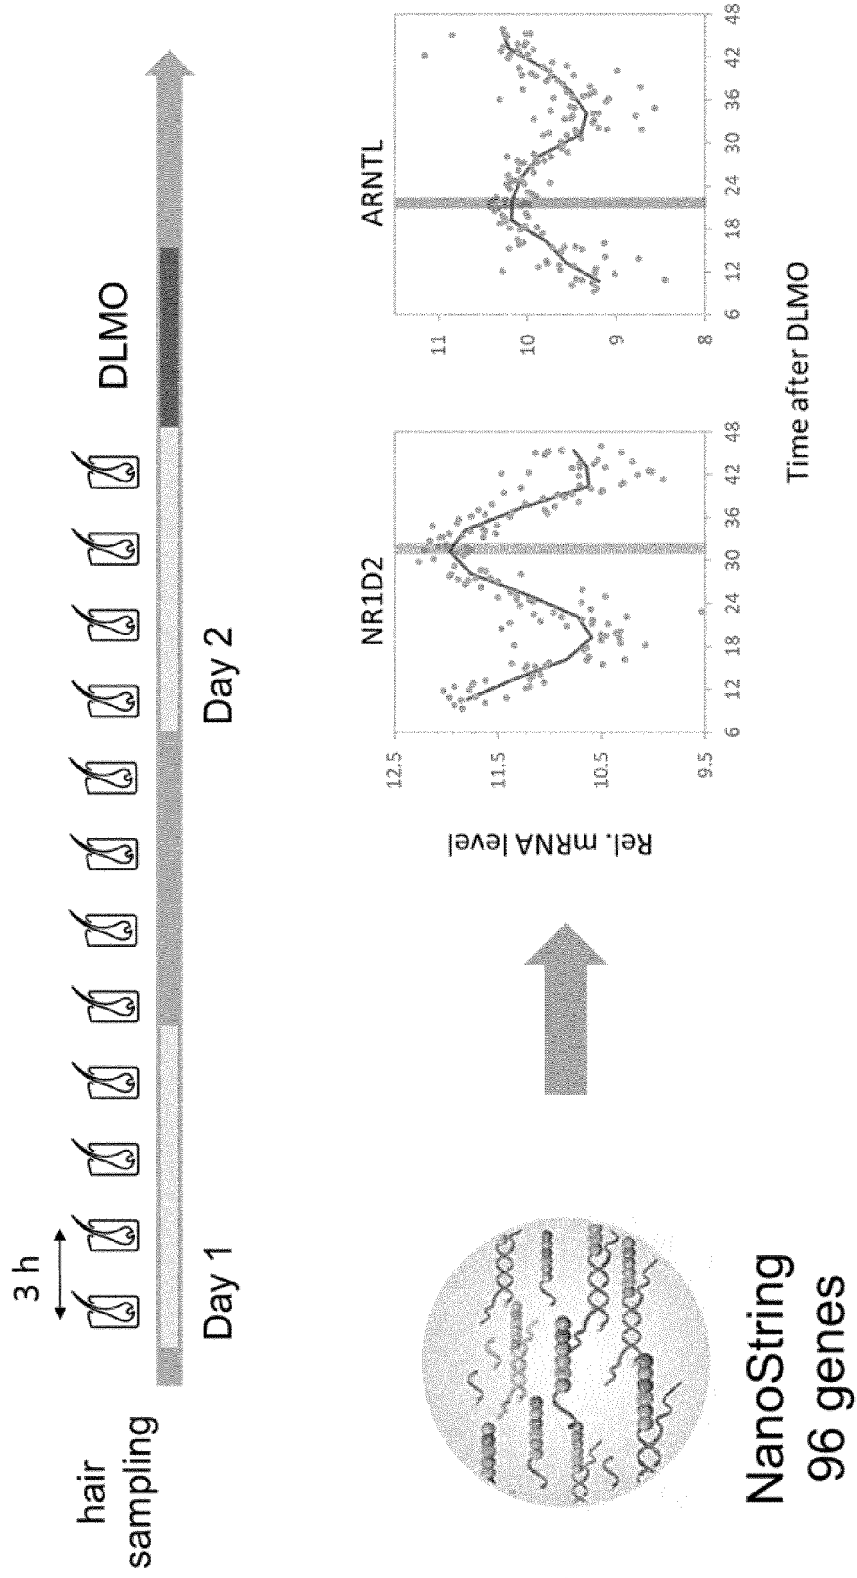 hair
sampling
3 h
DLMO
Day 1
Day 2
NanoString
96 genes
Rel. mRNA level
NR1D2
12.5
11.5
10.5
9.5
6 12 18 24 30 36 42 48
ARNTL
11
10
9
8
6 12 18 24 30 36 42 48
Time after DLMO